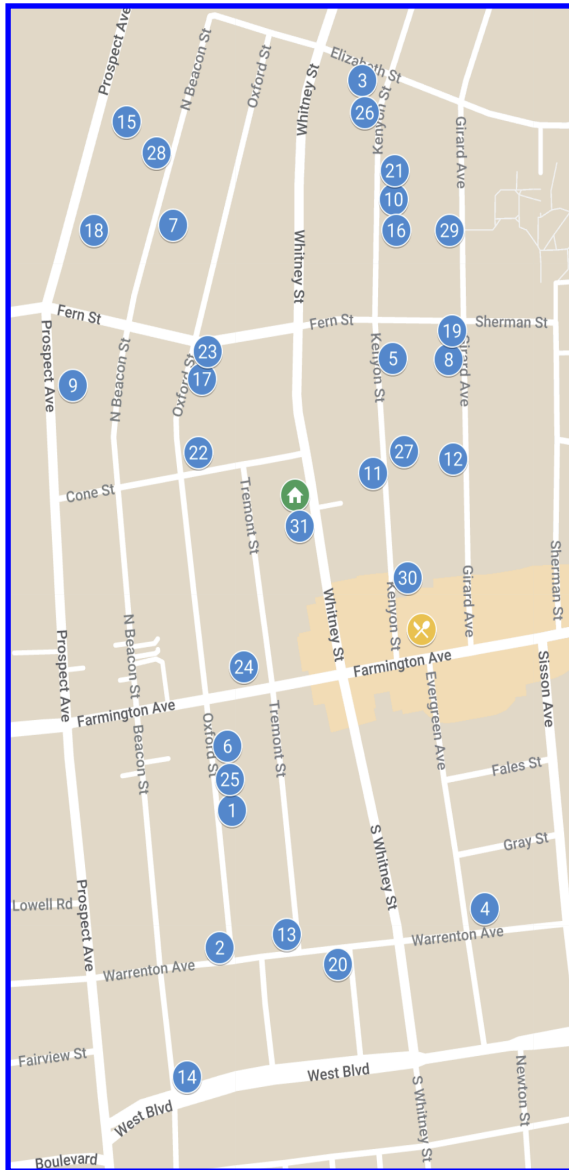 Prospect Ave
N Beacon St
Oxford St
Whitney St
Elizabeth St
3
26
Kenyon St
15
28
Girard Ave
21
10
18
7
16
29
Whitney St
Fern St
Fern St
Sherman St
19
23
5
8
Girard Ave
Prospect Ave
N Beacon St
Oxford St
17
9
Kenyon St
22
27
12
11
Cone St
Tremont St
31
Sherman St
30
Whitney St
Kenyon St
Girard Ave
N Beacon St
Prospect Ave
24
Farmington Ave
Sisson Ave
Farmington Ave
Evergreen Ave
Oxford St
Tremont St
6
Beacon St
25
Fales St
1
Gray St
S Whitney St
Lowell Rd
Prospect Ave
4
13
2
Warrenton Ave
20
Warrenton Ave
Fairview St
14
West Blvd
Newton St
S Whitney St
West Blvd
Boulevard